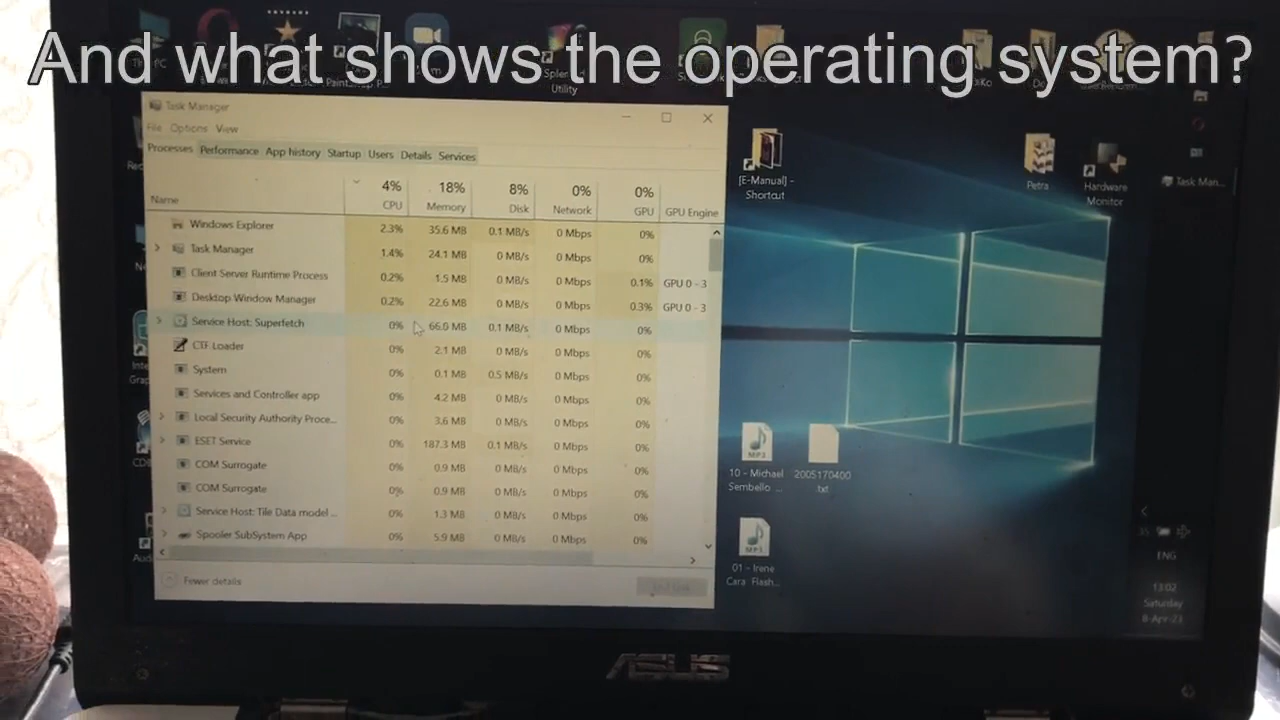 And what shows the operating system?
Splendid
Utility
Task Manager
File Options View
Processes Performance App history Startup Users Details Services
4% 18% 8% 0% 0%
Name CPU Memory Disk Network GPU GPU Engine
Windows Explorer 2.3% 35.6 MB 0.1 MB/s 0 Mbps 0%
Task Manager 1.4% 24.1 MB 0 MB/s 0 Mbps 0%
Client Server Runtime Process 0.2% 1.5 MB 0 MB/s 0 Mbps 0.1% GPU 0 - 3
Desktop Window Manager 0.2% 22.6 MB 0 MB/s 0 Mbps 0.3% GPU 0 - 3
Service Host: Superfetch 0% 66.0 MB 0.1 MB/s 0 Mbps 0%
CTF Loader 0% 2.1 MB 0 MB/s 0 Mbps 0%
System 0% 0.1 MB 0.5 MB/s 0 Mbps 0%
Services and Controller app 0% 4.2 MB 0 MB/s 0 Mbps 0%
Local Security Authority Proce... 0% 3.6 MB 0 MB/s 0 Mbps 0%
ESET Service 0% 187.3 MB 0.1 MB/s 0 Mbps 0%
COM Surrogate 0% 0.9 MB 0 MB/s 0 Mbps 0%
COM Surrogate 0% 0.9 MB 0 MB/s 0 Mbps 0%
Service Host: Tile Data model ... 0% 1.3 MB 0 MB/s 0 Mbps 0%
Spooler SubSystem App 0% 5.9 MB 0 MB/s 0 Mbps 0%
Fewer details
[E-Manual] -
Shortcut
Petra
Hardware
Monitor
Task Man...
MP3
10 - Michael
Sembello ...
2005170400
.txt
MP3
01 - Irene
Cara Flash...
ENG
13:02
Saturday
8-Apr-23
ASUS